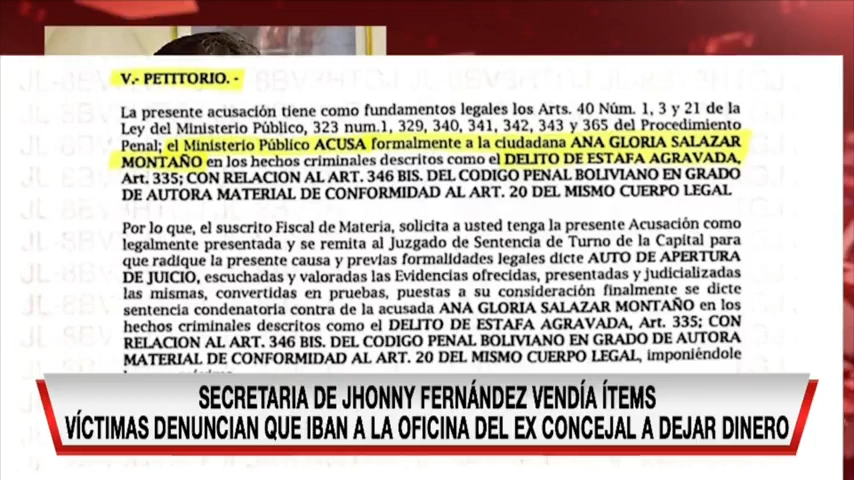 V.- PETITORIO. -
La presente acusación tiene como fundamentos legales los Arts. 40 Núm. 1, 3 y 21 de la
Ley del Ministerio Público, 323 num.1, 329, 340, 341, 342, 343 y 365 del Procedimiento
Penal; el Ministerio Público ACUSA formalmente a la ciudadana ANA GLORIA SALAZAR
MONTAÑO en los hechos criminales descritos como el DELITO DE ESTAFA AGRAVADA,
Art. 335; CON RELACION AL ART. 346 BIS. DEL CODIGO PENAL BOLIVIANO EN GRADO
DE AUTORA MATERIAL DE CONFORMIDAD AL ART. 20 DEL MISMO CUERPO LEGAL.
Por lo que, el suscrito Fiscal de Materia, solicita a usted tenga la presente Acusación como
legalmente presentada y se remita al Juzgado de Sentencia de Turno de la Capital para
que radique la presente causa y previas formalidades legales dicte AUTO DE APERTURA
DE JUICIO, escuchadas y valoradas las Evidencias ofrecidas, presentadas y judicializadas
las mismas, convertidas en pruebas, puestas a su consideración finalmente se dicte
sentencia condenatoria contra de la acusada ANA GLORIA SALAZAR MONTAÑO en los
hechos criminales descritos como el DELITO DE ESTAFA AGRAVADA, Art. 335; CON
RELACION AL ART. 346 BIS. DEL CODIGO PENAL BOLIVIANO EN GRADO DE AUTORA
MATERIAL DE CONFORMIDAD AL ART. 20 DEL MISMO CUERPO LEGAL, imponiéndole
SECRETARIA DE JHONNY FERNÁNDEZ VENDÍA ÍTEMS
VÍCTIMAS DENUNCIAN QUE IBAN A LA OFICINA DEL EX CONCEJAL A DEJAR DINERO